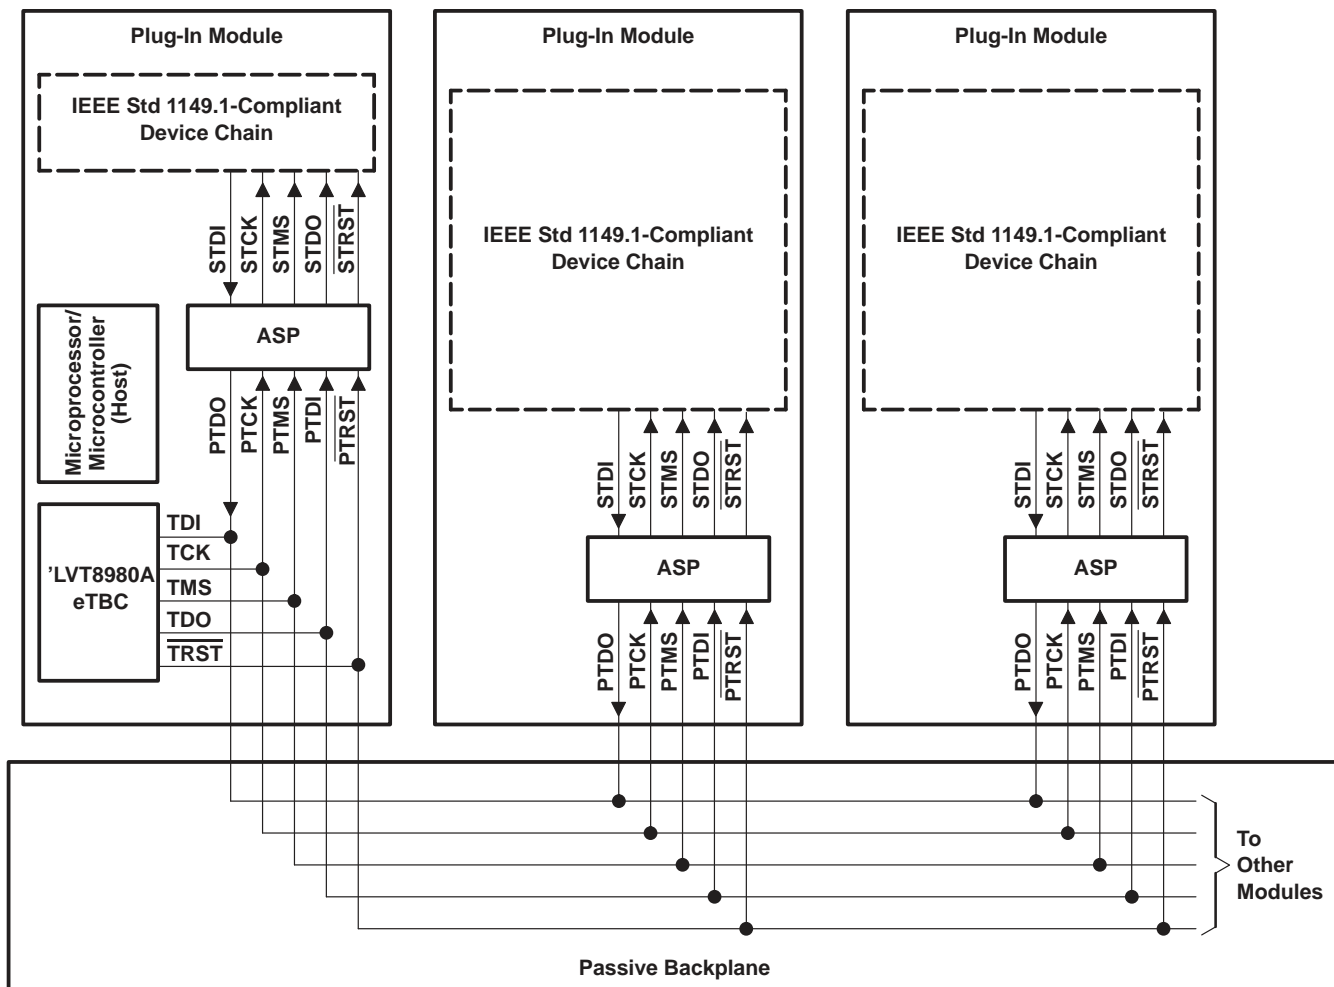 Plug-In Module
Plug-In Module
Plug-In Module
IEEE Std 1149.1-Compliant
Device Chain
IEEE Std 1149.1-Compliant
Device Chain
IEEE Std 1149.1-Compliant
Device Chain
STDI
STCK
STMS
STDO
STRST
Microprocessor/
Microcontroller
(Host)
ASP
PTDO
PTCK
PTMS
PTDI
PTRST
STDI
STCK
STMS
STDO
STRST
STDI
STCK
STMS
STDO
STRST
'LVT8980A
eTBC
TDI
TCK
TMS
TDO
TRST
ASP
ASP
PTDO
PTCK
PTMS
PTDI
PTRST
PTDO
PTCK
PTMS
PTDI
PTRST
To
Other
Modules
Passive Backplane